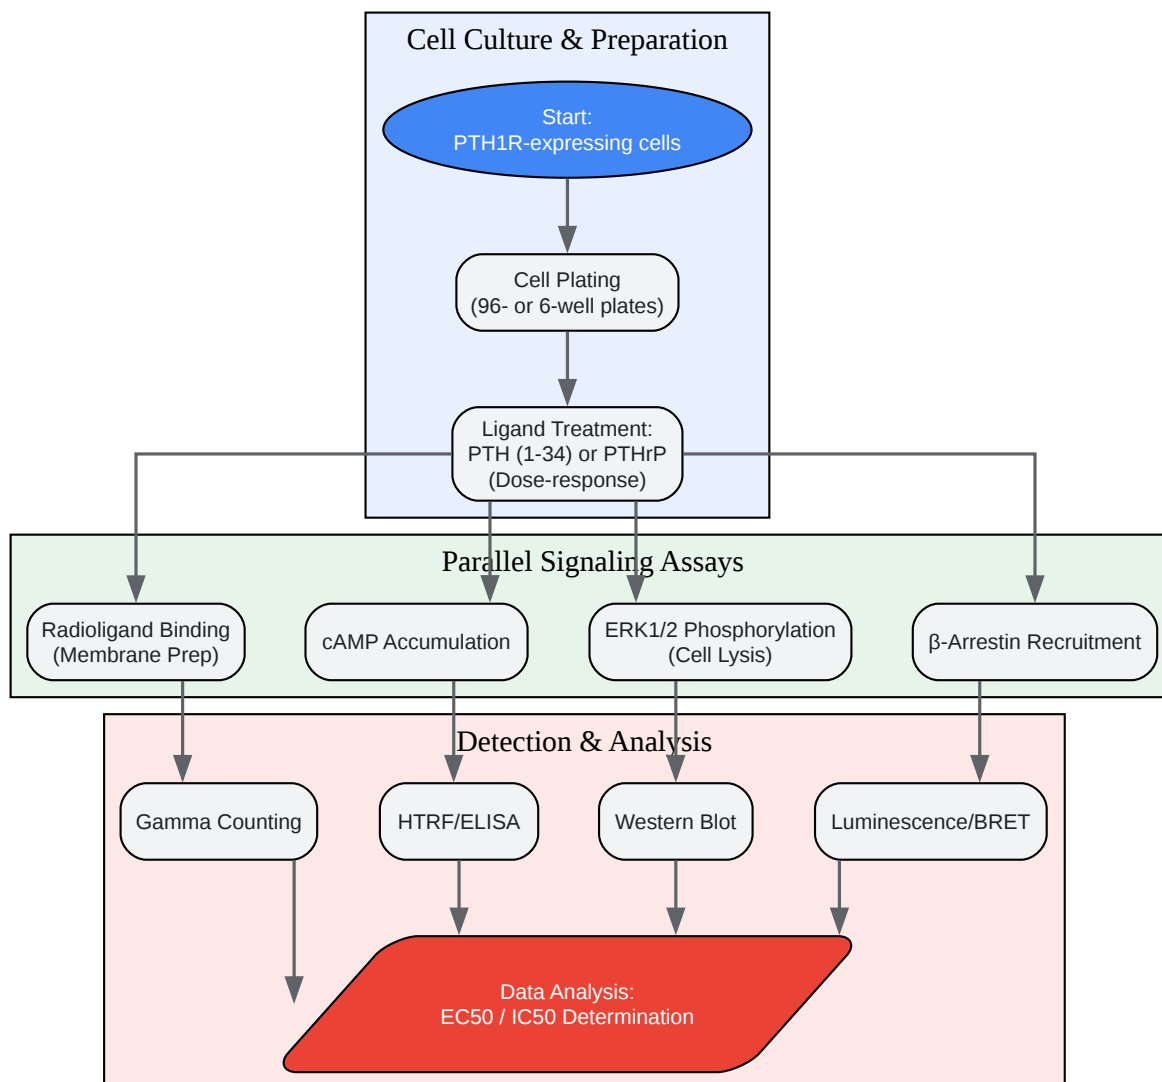 Cell Culture & Preparation
Start:
PTH1R-expressing cells
Cell Plating
(96- or 6-well plates)
Ligand Treatment:
PTH (1-34) or PTHrP
(Dose-response)
Parallel Signaling Assays
Radioligand Binding
(Membrane Prep)
cAMP Accumulation
ERK1/2 Phosphorylation
(Cell Lysis)
β-Arrestin Recruitment
Detection & Analysis
Gamma Counting
HTRF/ELISA
Western Blot
Luminescence/BRET
Data Analysis:
EC50 / IC50 Determination